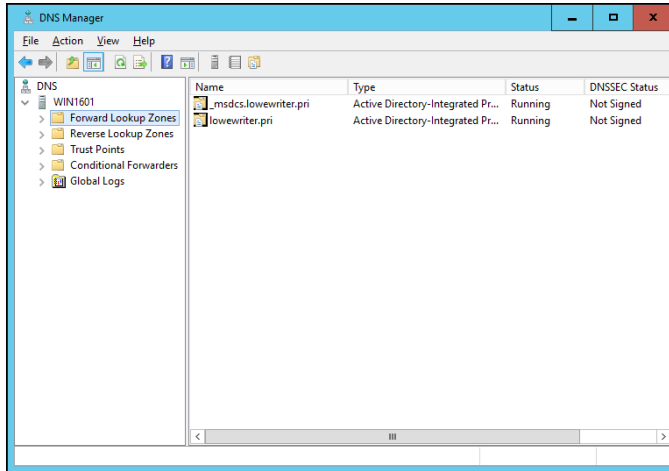 DNS Manager
File Action View Help
DNS
WIN1601
Forward Lookup Zones
Reverse Lookup Zones
Trust Points
Conditional Forwarders
Global Logs
Name Type Status DNSSEC Status
_msdcs.lowewriter.pri Active Directory-Integrated Pr... Running Not Signed
lowewriter.pri Active Directory-Integrated Pr... Running Not Signed